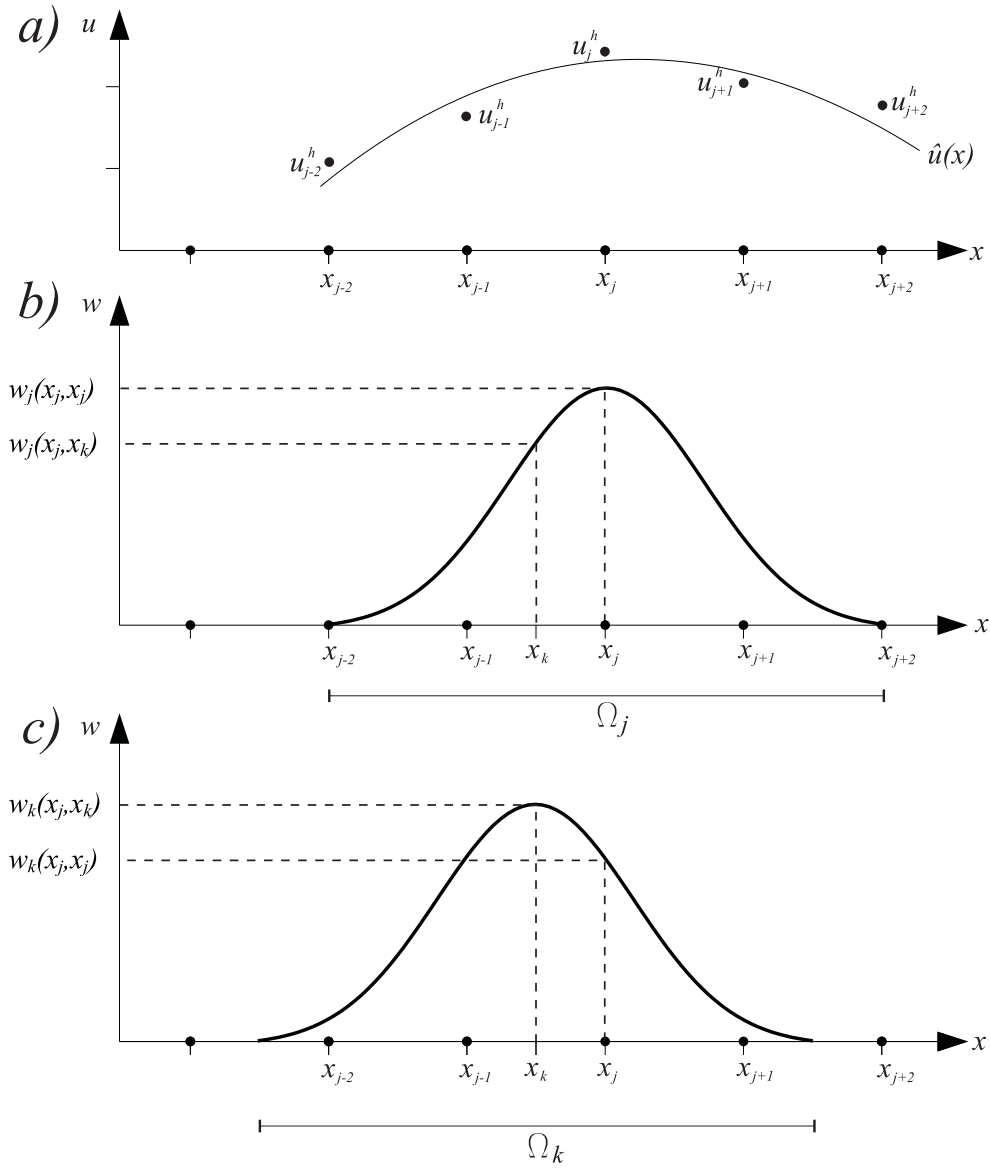 a) u
u_j^h
u_{j-1}^h
u_{j+1}^h
u_{j+2}^h
u_{j-2}^h
û(x)
x
x_{j-2} x_{j-1} x_j x_{j+1} x_{j+2}
b) w
w_j(x_j,x_j)
w_j(x_j,x_k)
x
x_{j-2} x_{j-1} x_k x_j x_{j+1} x_{j+2}
Ω_j
c) w
w_k(x_j,x_k)
w_k(x_j,x_j)
x
x_{j-2} x_{j-1} x_k x_j x_{j+1} x_{j+2}
Ω_k